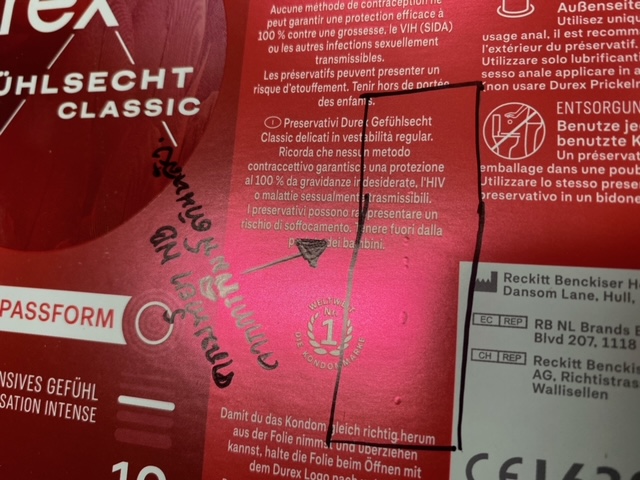 rex
ÜHLSECHT
CLASSIC
PASSFORM
NSIVES GEFÜHL
SATION INTENSE
10
Aucune méthode de contraception ne
peut garantir une protection efficace à
100 % contre une grossesse, le VIH (SIDA)
ou les autres infections sexuellement
transmissibles.
Les préservatifs peuvent présenter un
risque d'étouffement. Tenir hors de portée
des enfants.
Preservativi Durex Gefühlsecht
Classic delicati in vestabilità regular.
Ricorda che nessun metodo
contraccettivo garantisce una protezione
al 100 % da gravidanze indesiderate, l'HIV
o malattie sessualmente trasmissibili.
I preservativi possono rappresentare un
rischio di soffocamento. Tenere fuori dalla
dei bambini.
WELTWEIT
No.
1
DIE KONDOMMARKE
Damit du das Kondom gleich richtig herum
aus der Folie nimmst und überziehen
kannst, halte die Folie beim Öffnen mit
dem Durex Logo nach
Außenseite
Utilisez uniq
usage anal, il est recomm
l'extérieur du préservatif
Utilizzare solo lubrificanti
sesso anale applicare in a
non usare Durex Prickel
ENTSORGUN
Benutze je
benutzte K
Un préservat
emballage dans une pou
Utilizzare lo stesso prese
preservativo in un bidone
Reckitt Benckiser He
Dansom Lane, Hull,
EC REP
RB NL Brands
Blvd 207, 1118
CH REP
Reckitt Benckis
AG, Richtistras
Wallisellen
CE